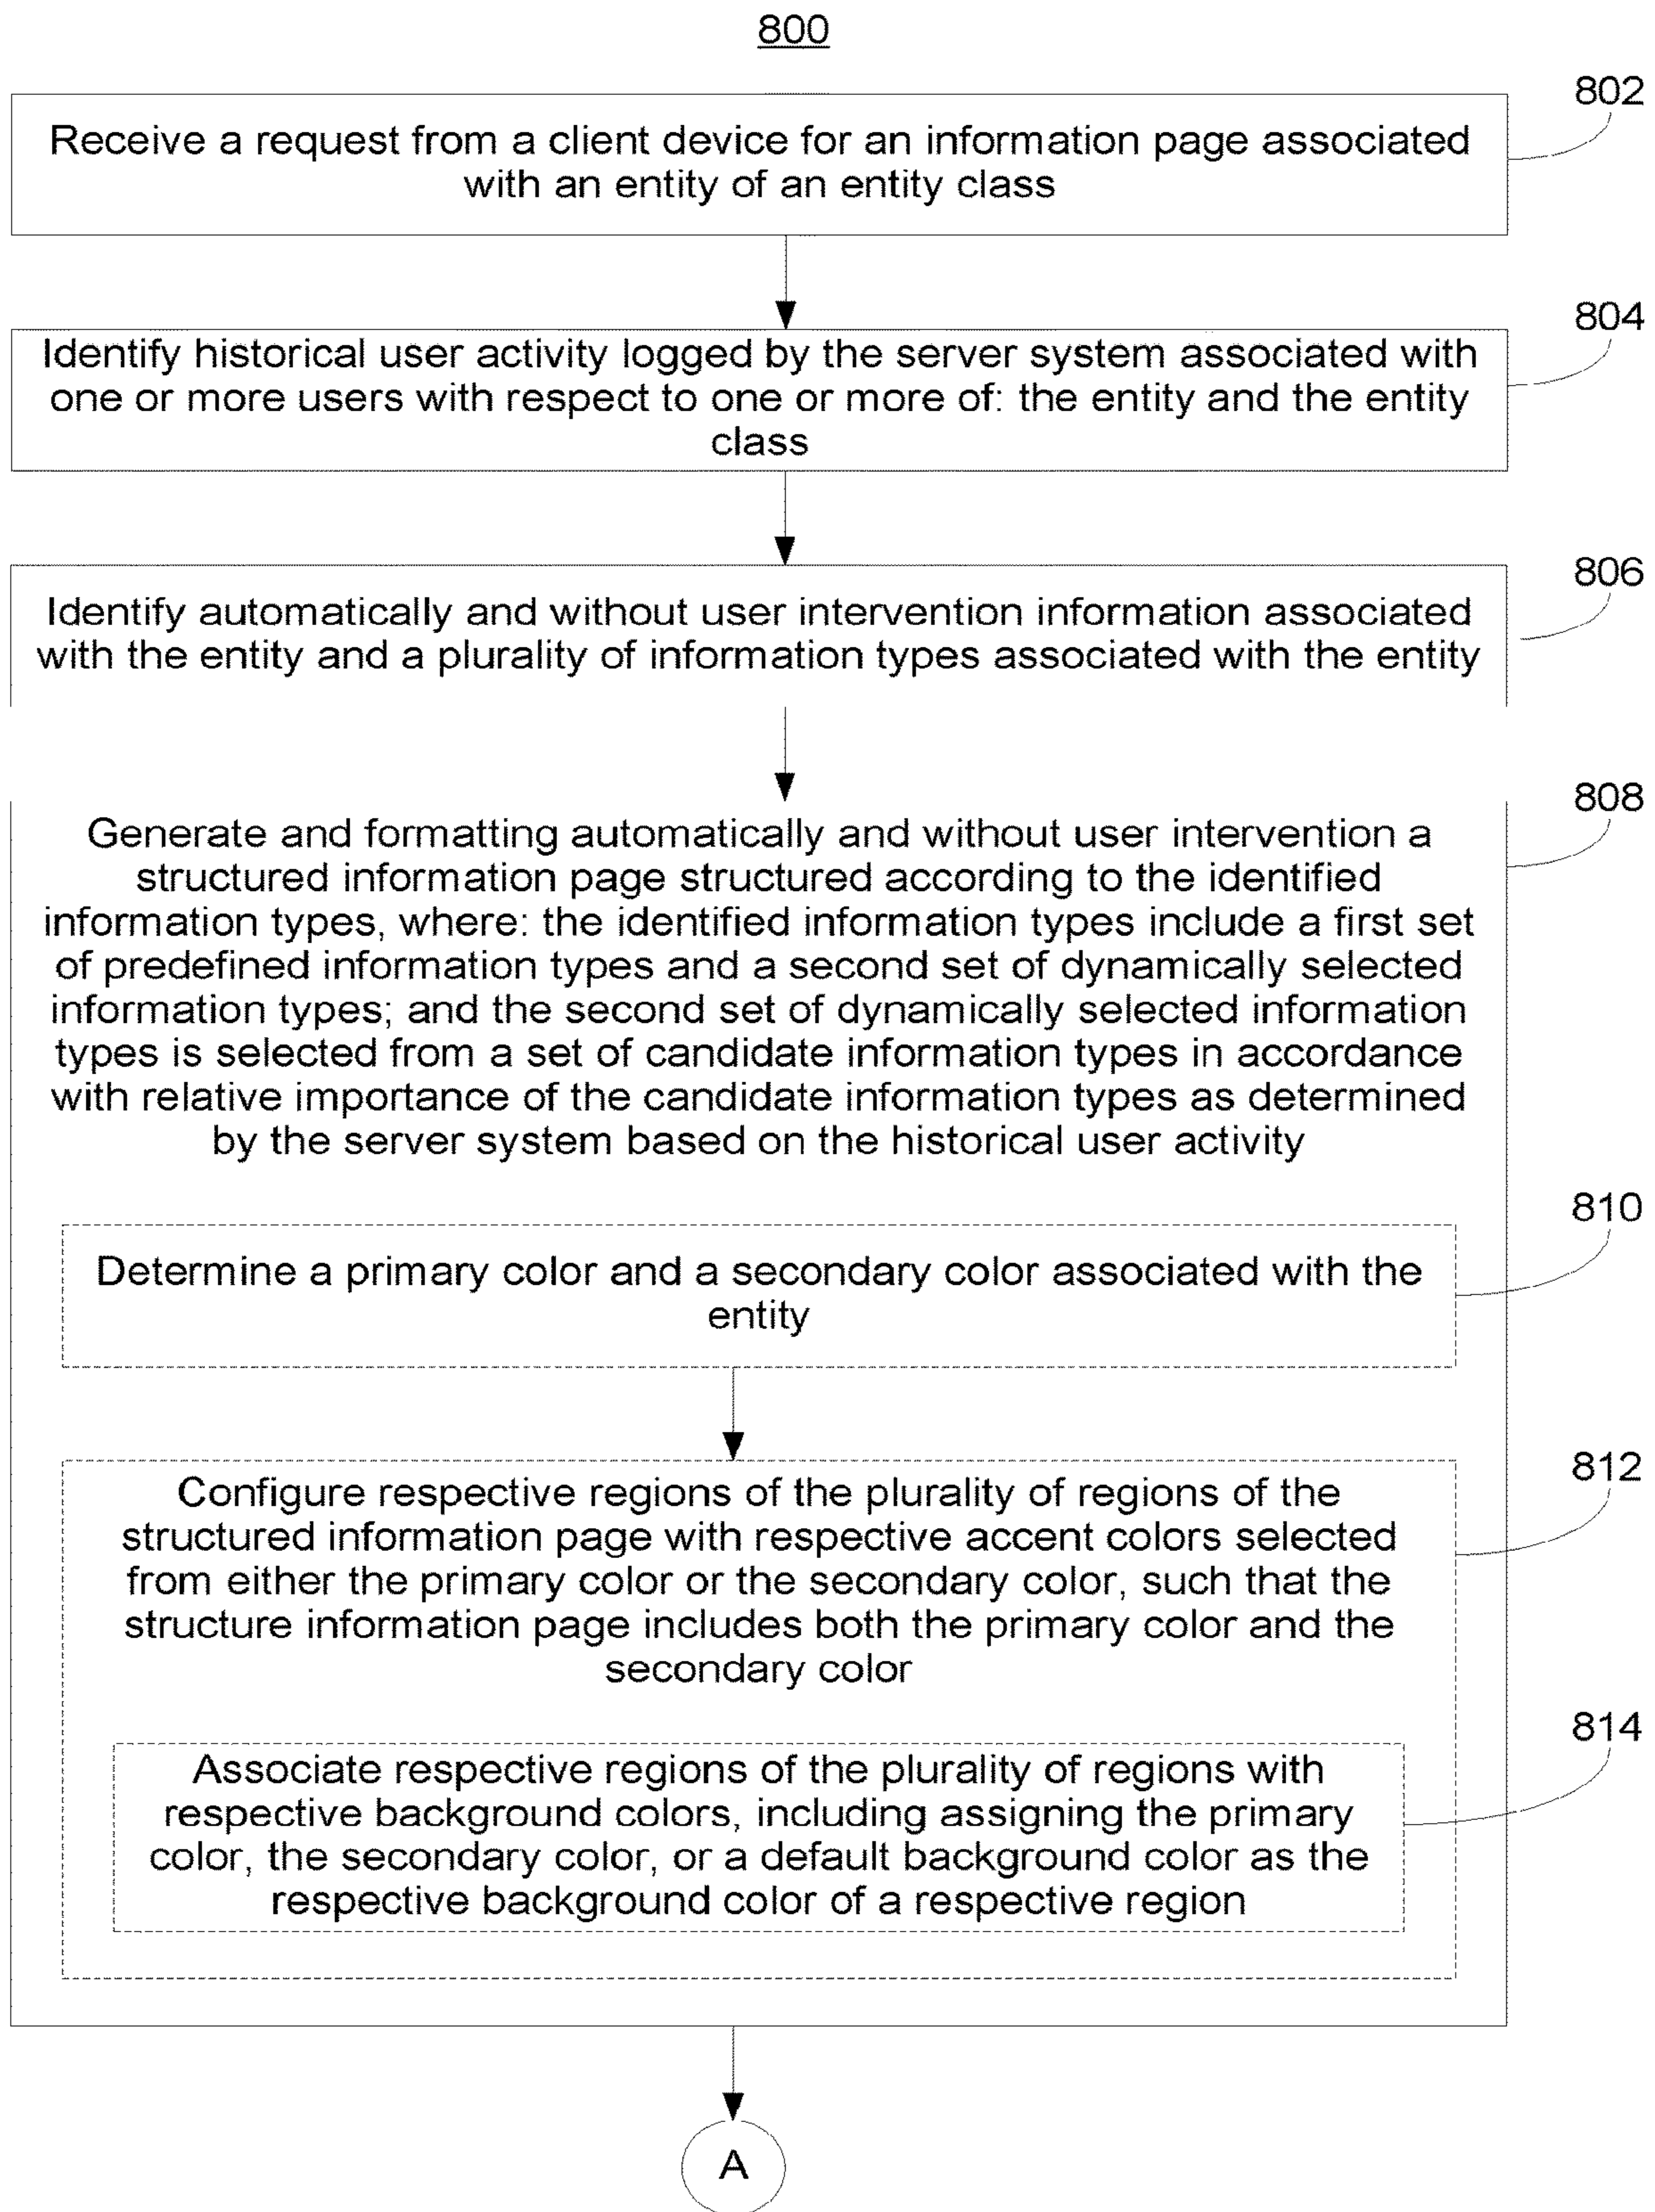 800
802
Receive a request from a client device for an information page associated
with an entity of an entity class
804
Identify historical user activity logged by the server system associated with
one or more users with respect to one or more of: the entity and the entity
class
806
Identify automatically and without user intervention information associated
with the entity and a plurality of information types associated with the entity
808
Generate and formatting automatically and without user intervention a
structured information page structured according to the identified
information types, where: the identified information types include a first set
of predefined information types and a second set of dynamically selected
information types; and the second set of dynamically selected information
types is selected from a set of candidate information types in accordance
with relative importance of the candidate information types as determined
by the server system based on the historical user activity
810
Determine a primary color and a secondary color associated with the
entity
812
Configure respective regions of the plurality of regions of the
structured information page with respective accent colors selected
from either the primary color or the secondary color, such that the
structure information page includes both the primary color and the
secondary color
814
Associate respective regions of the plurality of regions with
respective background colors, including assigning the primary
color, the secondary color, or a default background color as the
respective background color of a respective region
A